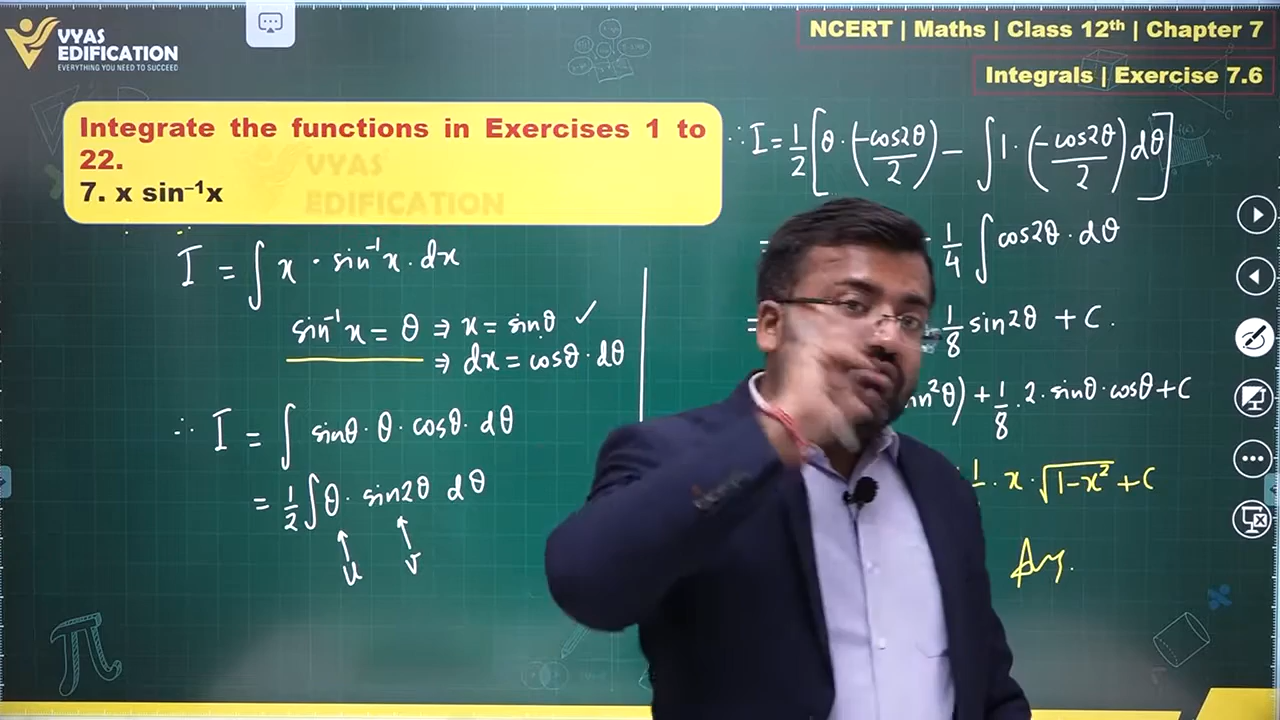 VYAS
EDIFICATION
EVERYTHING YOU NEED TO SUCCEED
NCERT | Maths | Class 12th | Chapter 7
Integrals | Exercise 7.6
Integrate the functions in Exercises 1 to
22.
7. x sin⁻¹x
VYAS
EDIFICATION
I = ∫ x · sin⁻¹x · dx
sin⁻¹x = θ ⇒ x = sinθ ✓
⇒ dx = cosθ · dθ
∴ I = ∫ sinθ · θ · cosθ · dθ
= 1/2 ∫ θ · sin2θ dθ
u v
∴ I = 1/2 [θ · (-cos2θ/2) - ∫ 1 · (-cos2θ/2) dθ]
1/4 ∫ cos2θ · dθ
1/8 sin2θ + C.
θ) + 1/8 · 2 · sinθ · cosθ + C
· x · √(1-x²) + C
Ans.